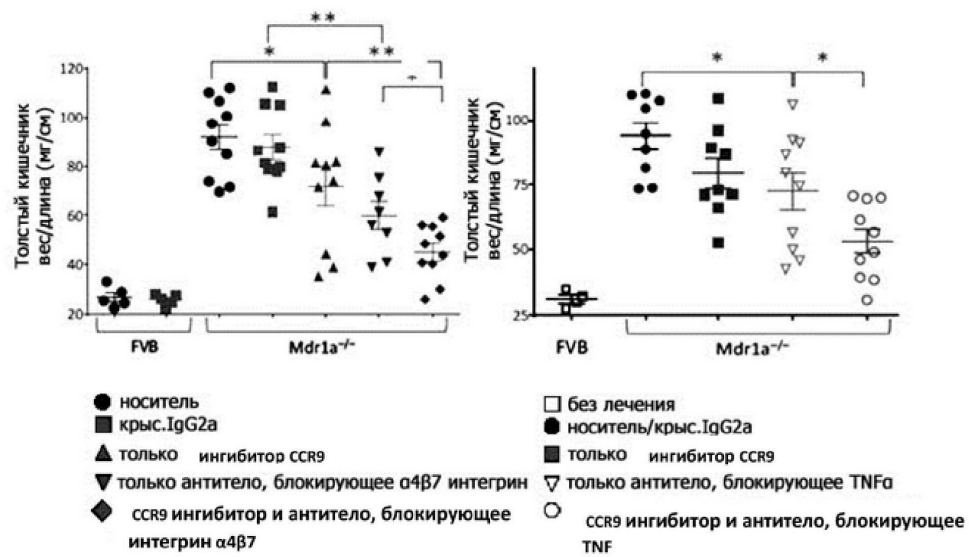 ** 
* **
* 
120
100
80
60
40
20
Толстый кишечник
вес/длина (мг/см)
FVB
Mdr1a⁻/⁻
* *
100
75
50
25
Толстый кишечник
вес/длина (мг/см)
FVB
Mdr1a⁻/⁻
носитель
крыс.IgG2a
только ингибитор CCR9
только антитело, блокирующее α4β7 интегрин
CCR9 ингибитор и антитело, блокирующее
интегрин α4β7
без лечения
носитель/крыс.IgG2a
только ингибитор CCR9
только антитело, блокирующее TNFα
CCR9 ингибитор и антитело, блокирующее
TNF